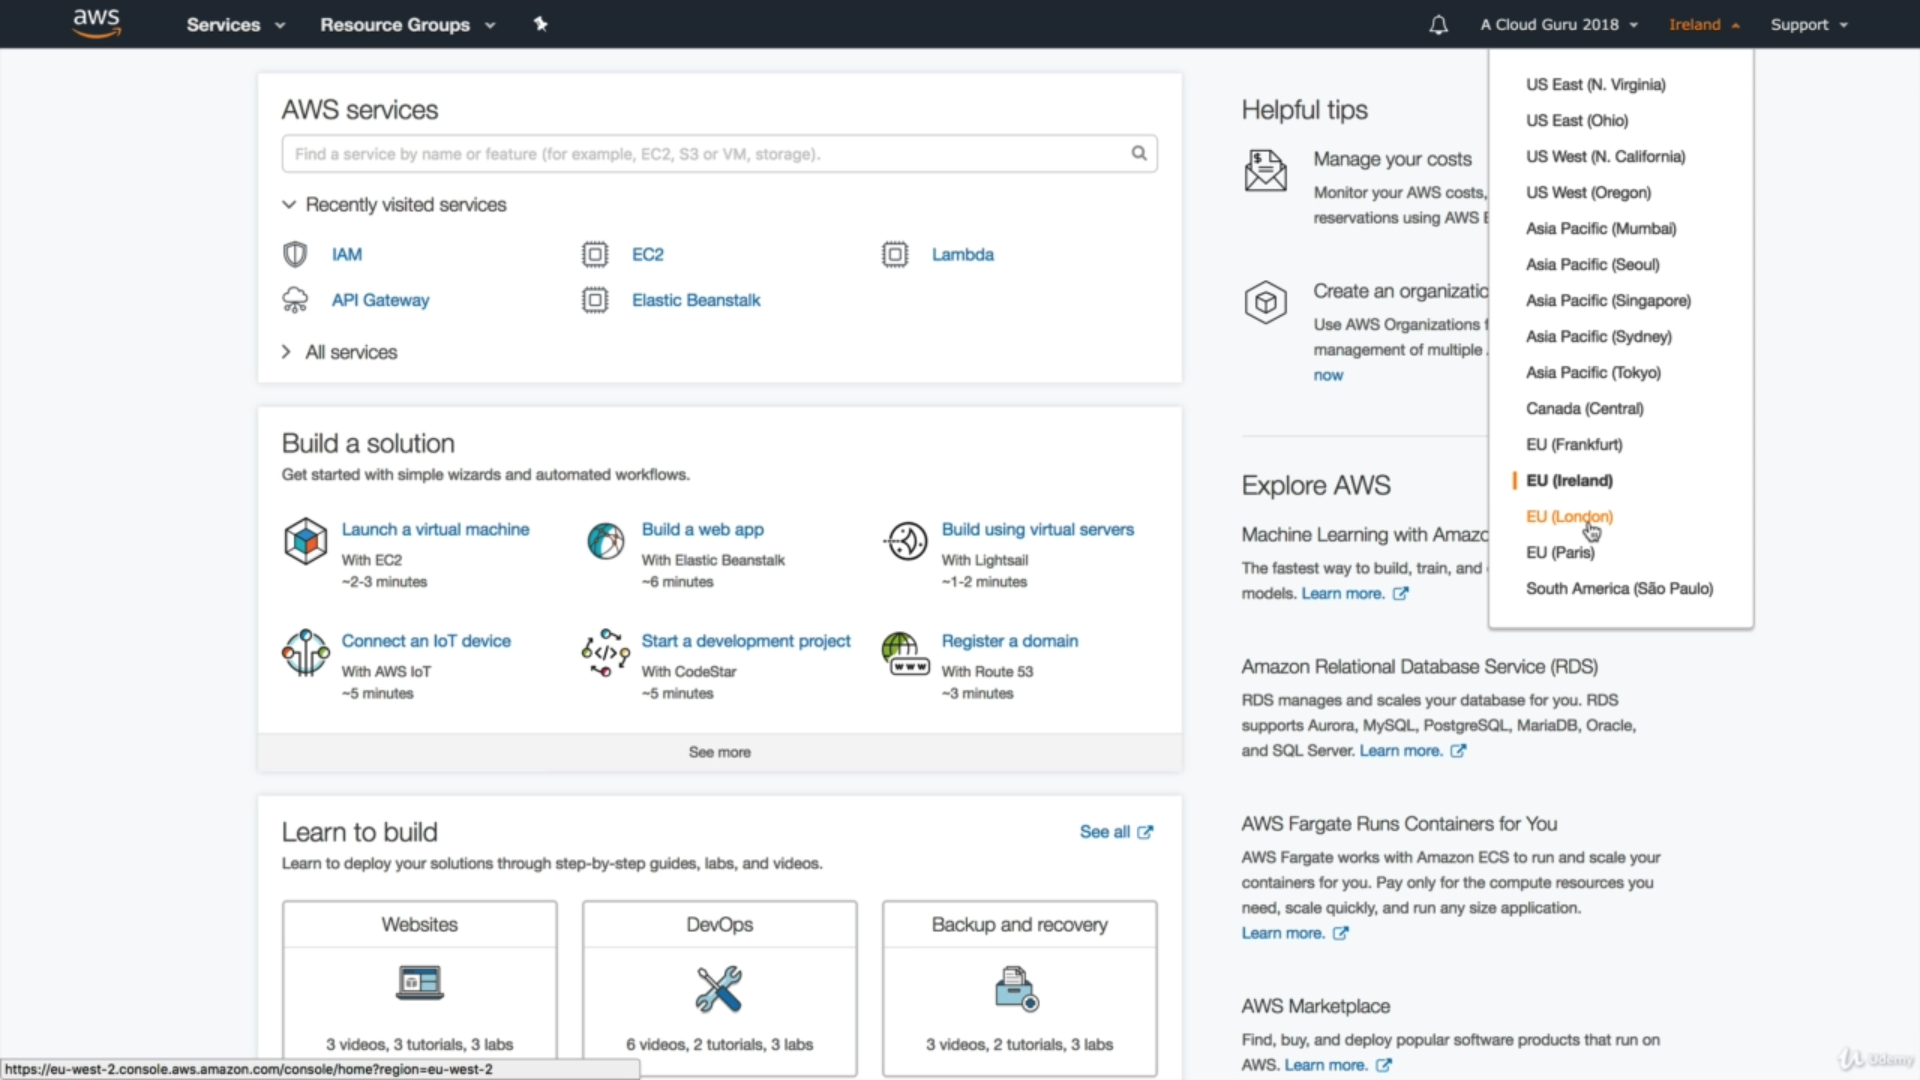 aws
Services
Resource Groups
A Cloud Guru 2018
Ireland
Support
AWS services
Find a service by name or feature (for example, EC2, S3 or VM, storage).
Recently visited services
IAM
EC2
Lambda
API Gateway
Elastic Beanstalk
All services
Build a solution
Get started with simple wizards and automated workflows.
Launch a virtual machine
With EC2
~2-3 minutes
Build a web app
With Elastic Beanstalk
~6 minutes
Build using virtual servers
With Lightsail
~1-2 minutes
Connect an IoT device
With AWS IoT
~5 minutes
Start a development project
With CodeStar
~5 minutes
Register a domain
With Route 53
~3 minutes
See more
Learn to build
See all
Learn to deploy your solutions through step-by-step guides, labs, and videos.
Websites
3 videos, 3 tutorials, 3 labs
DevOps
6 videos, 2 tutorials, 3 labs
Backup and recovery
3 videos, 2 tutorials, 3 labs
Helpful tips
Manage your costs
Monitor your AWS costs,
reservations using AWS
Create an organizatio
Use AWS Organizations
management of multiple
now
Explore AWS
Machine Learning with Amazo
The fastest way to build, train, and
models. Learn more.
Amazon Relational Database Service (RDS)
RDS manages and scales your database for you. RDS
supports Aurora, MySQL, PostgreSQL, MariaDB, Oracle,
and SQL Server. Learn more.
AWS Fargate Runs Containers for You
AWS Fargate works with Amazon ECS to run and scale your
containers for you. Pay only for the compute resources you
need, scale quickly, and run any size application.
Learn more.
AWS Marketplace
Find, buy, and deploy popular software products that run on
AWS. Learn more.
US East (N. Virginia)
US East (Ohio)
US West (N. California)
US West (Oregon)
Asia Pacific (Mumbai)
Asia Pacific (Seoul)
Asia Pacific (Singapore)
Asia Pacific (Sydney)
Asia Pacific (Tokyo)
Canada (Central)
EU (Frankfurt)
EU (Ireland)
EU (London)
EU (Paris)
South America (São Paulo)
https://eu-west-2.console.aws.amazon.com/console/home?region=eu-west-2
Udemy